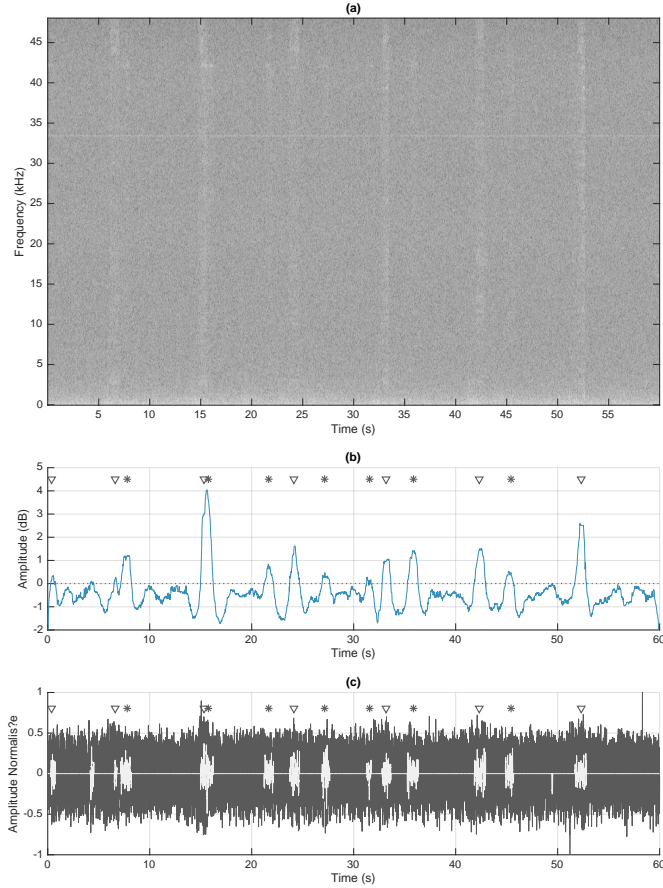 (a)
45
40
35
30
25
20
15
10
5
0
Frequency (kHz)
5 10 15 20 25 30 35 40 45 50 55
Time (s)
(b)
5
4
3
2
1
0
-1
-2
Amplitude (dB)
0 10 20 30 40 50 60
Time (s)
(c)
1
0.5
0
-0.5
-1
Amplitude Normalis?e
0 10 20 30 40 50 60
Time (s)